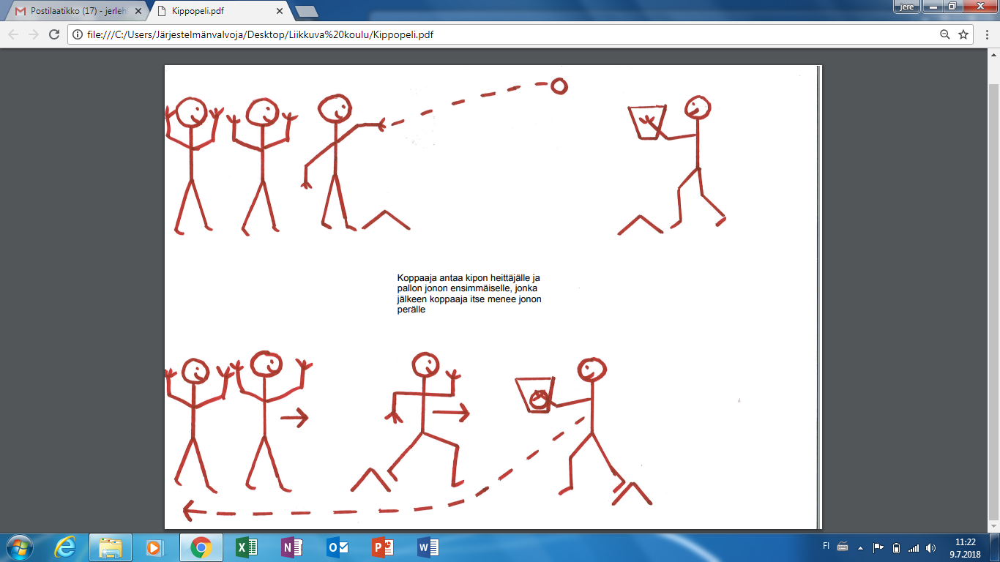 Postilaatikko (17) - jerleh
Kippopeli.pdf
jere
file:///C:/Users/Järjestelmänvalvoja/Desktop/Liikkuva%20koulu/Kippopeli.pdf
Koppaaja antaa kipon heittäjälle ja
pallon jonon ensimmäiselle, jonka
jälkeen koppaaja itse menee jonon
perälle
FI
11:22
9.7.2018